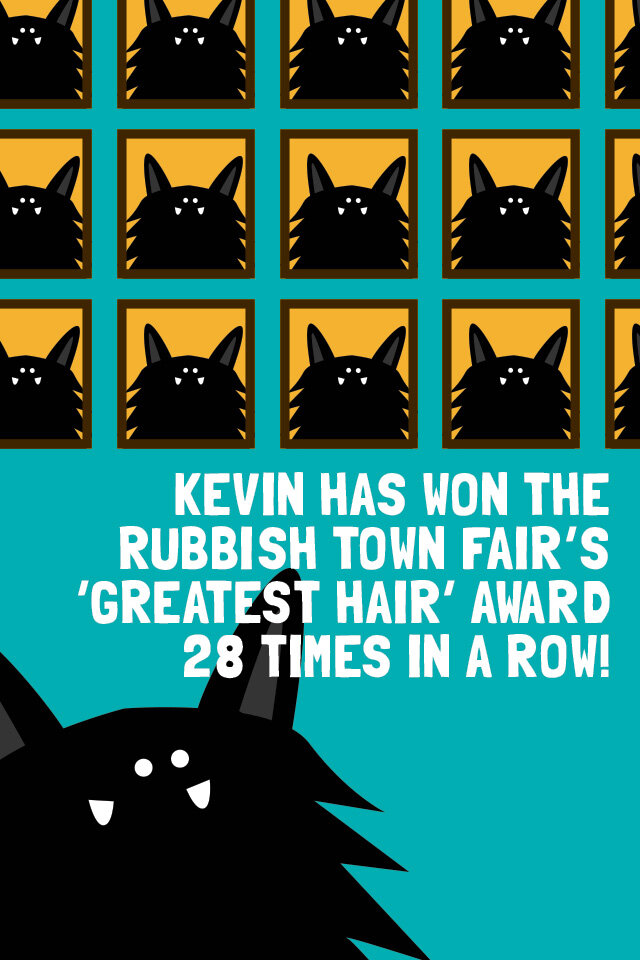 KEVIN HAS WON THE
RUBBISH TOWN FAIR'S
'GREATEST HAIR' AWARD
28 TIMES IN A ROW!